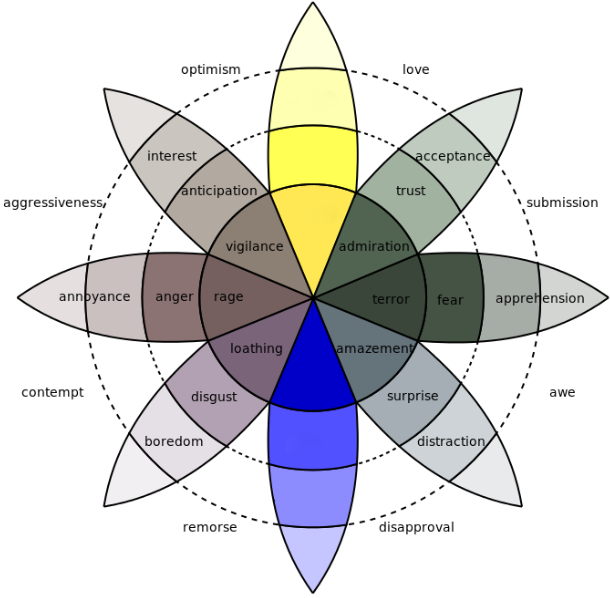 optimism
love
interest
acceptance
anticipation
trust
aggressiveness
submission
vigilance
admiration
annoyance
anger
rage
terror
fear
apprehension
loathing
amazement
disgust
surprise
contempt
awe
boredom
distraction
remorse
disapproval